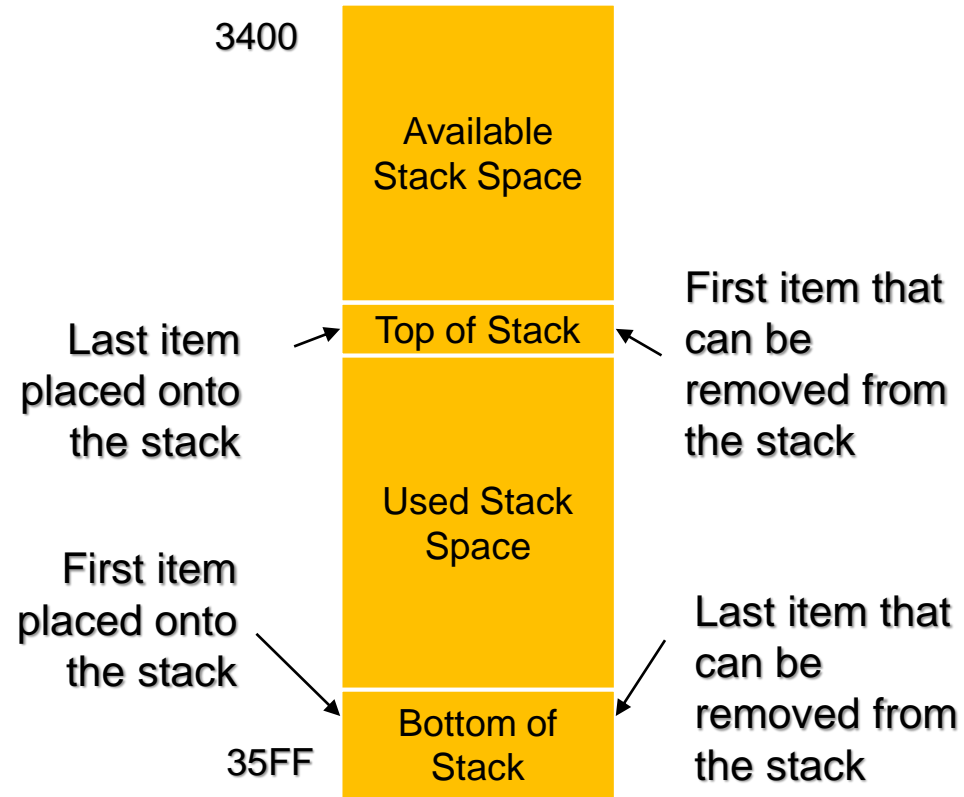 3400
Available
Stack Space
Last item
placed onto
the stack
Top of Stack
First item that
can be
removed from
the stack
Used Stack
Space
First item
placed onto
the stack
Last item that
can be
removed from
the stack
Bottom of
Stack
35FF